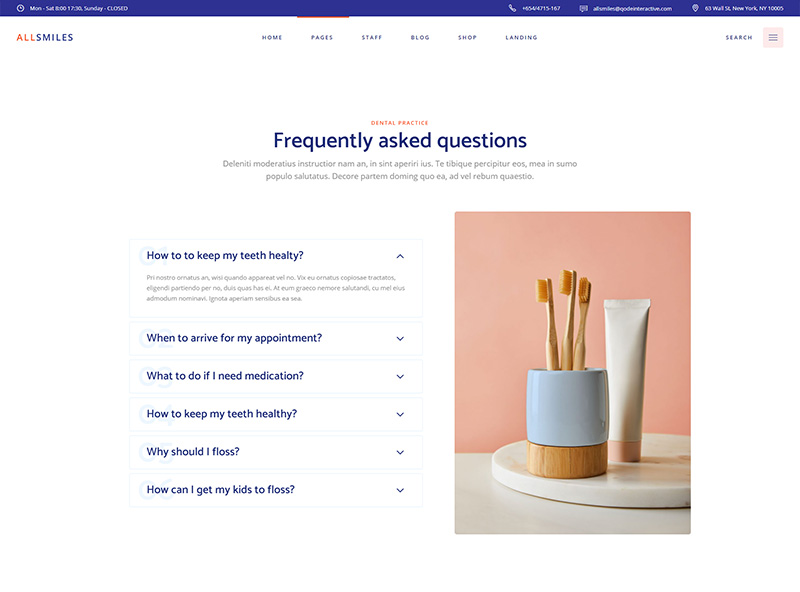 Mon - Sat 8:00 17:30, Sunday - CLOSED
+654/4715-167
allsmiles@qodeinteractive.com
63 Wall St, New York, NY 10005
ALLSMILES
HOME
PAGES
STAFF
BLOG
SHOP
LANDING
SEARCH
DENTAL PRACTICE
Frequently asked questions
Deleniti moderatius instructior nam an, in sint aperiri ius. Te tibique percipitur eos, mea in sumo
populo salutatus. Decore partem doming quo ea, ad vel rebum quaestio.
How to to keep my teeth healty?
Pri nostro ornatus an, wisi quando appareat vel no. Vix eu ornatus copiosae tractatos,
eligendi partiendo per no, duis quas has ei. At eum graeco nemore salutandi, cu mel eius
admodum nominavi. Ignota aperiam sensibus ea sea.
When to arrive for my appointment?
What to do if I need medication?
How to keep my teeth healthy?
Why should I floss?
How can I get my kids to floss?